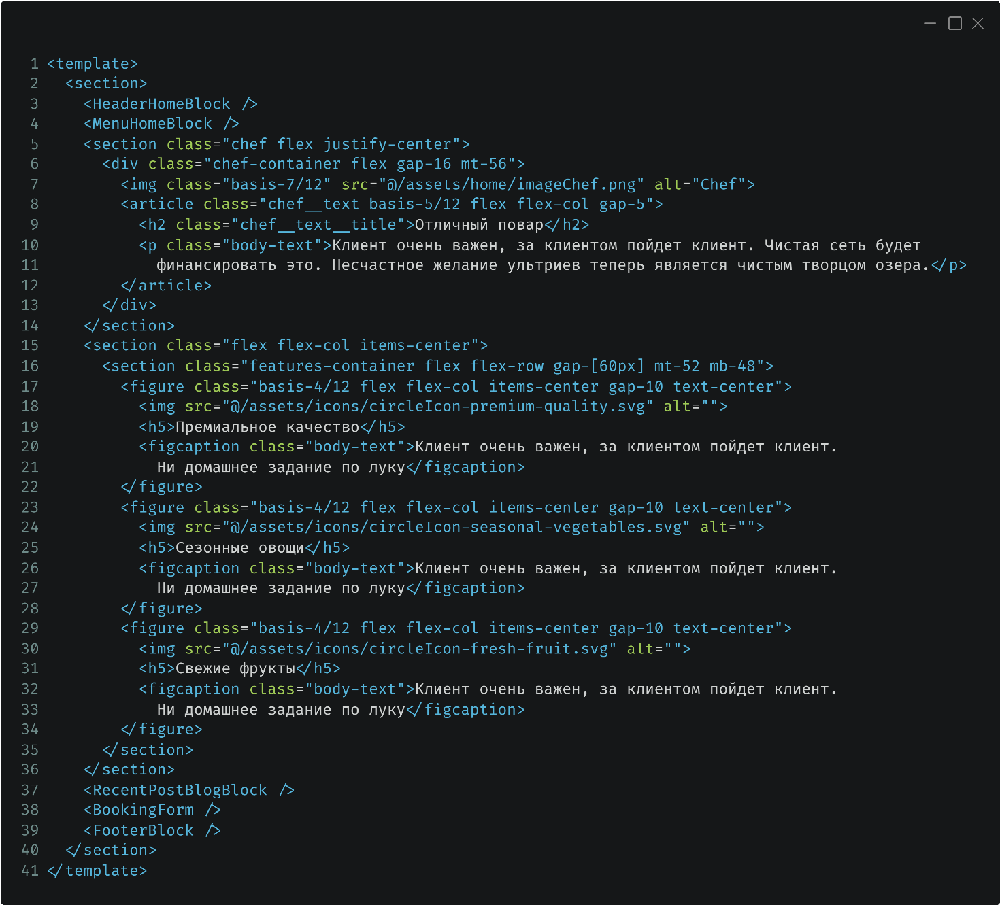 1 <template>
2   <section>
3     <HeaderHomeBlock />
4     <MenuHomeBlock />
5     <section class="chef flex justify-center">
6       <div class="chef-container flex gap-16 mt-56">
7         <img class="basis-7/12" src="@/assets/home/imageChef.png" alt="Chef">
8         <article class="chef__text basis-5/12 flex flex-col gap-5">
9           <h2 class="chef__text__title">Отличный повар</h2>
10           <p class="body-text">Клиент очень важен, за клиентом пойдет клиент. Чистая сеть будет
11             финансировать это. Несчастное желание ультриев теперь является чистым творцом озера.</p>
12         </article>
13       </div>
14     </section>
15     <section class="flex flex-col items-center">
16       <section class="features-container flex flex-row gap-[60px] mt-52 mb-48">
17         <figure class="basis-4/12 flex flex-col items-center gap-10 text-center">
18           <img src="@/assets/icons/circleIcon-premium-quality.svg" alt="">
19           <h5>Премиальное качество</h5>
20           <figcaption class="body-text">Клиент очень важен, за клиентом пойдет клиент.
21             Ни домашнее задание по луку</figcaption>
22         </figure>
23         <figure class="basis-4/12 flex flex-col items-center gap-10 text-center">
24           <img src="@/assets/icons/circleIcon-seasonal-vegetables.svg" alt="">
25           <h5>Сезонные овощи</h5>
26           <figcaption class="body-text">Клиент очень важен, за клиентом пойдет клиент.
27             Ни домашнее задание по луку</figcaption>
28         </figure>
29         <figure class="basis-4/12 flex flex-col items-center gap-10 text-center">
30           <img src="@/assets/icons/circleIcon-fresh-fruit.svg" alt="">
31           <h5>Свежие фрукты</h5>
32           <figcaption class="body-text">Клиент очень важен, за клиентом пойдет клиент.
33             Ни домашнее задание по луку</figcaption>
34         </figure>
35       </section>
36     </section>
37     <RecentPostBlogBlock />
38     <BookingForm />
39     <FooterBlock />
40   </section>
41 </template>